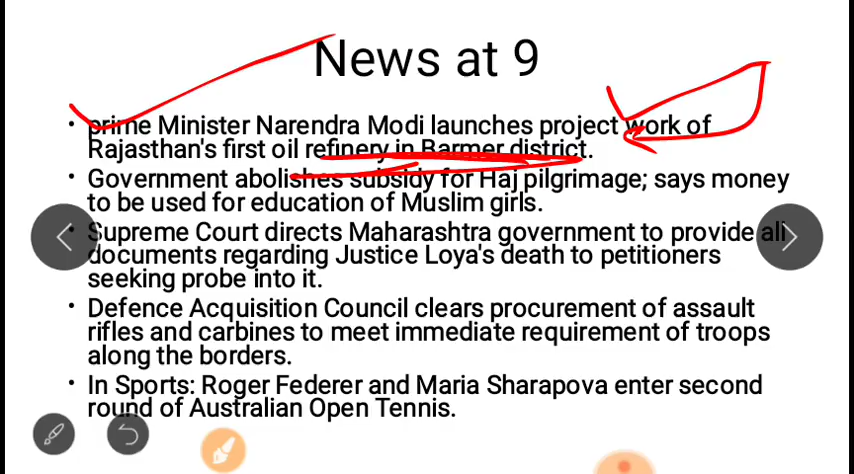 News at 9
• prime Minister Narendra Modi launches project work of
Rajasthan's first oil refinery in Barmer district.
• Government abolishes subsidy for Haj pilgrimage; says money
to be used for education of Muslim girls.
• Supreme Court directs Maharashtra government to provide all
documents regarding Justice Loya's death to petitioners
seeking probe into it.
• Defence Acquisition Council clears procurement of assault
rifles and carbines to meet immediate requirement of troops
along the borders.
• In Sports: Roger Federer and Maria Sharapova enter second
round of Australian Open Tennis.